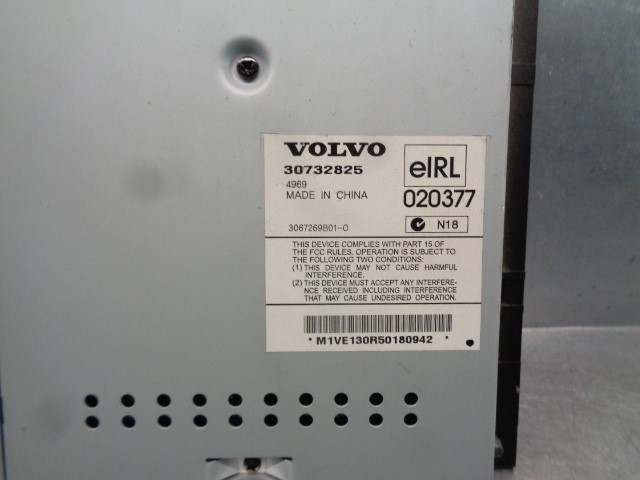 VOLVO
30732825
4969
MADE IN CHINA
eIRL
020377
3067269B01-0
N18
THIS DEVICE COMPLIES WITH PART 15 OF
THE FCC RULES. OPERATION IS SUBJECT TO
THE FOLLOWING TWO CONDITIONS:
(1) THIS DEVICE MAY NOT CAUSE HARMFUL
INTERFERENCE.
(2) THIS DEVICE MUST ACCEPT ANY INTERFERE-
NCE RECEIVED INCLUDING INTERFERENCE
THAT MAY CAUSE UNDESIRED OPERATION.
* M1VE130R50180942 *